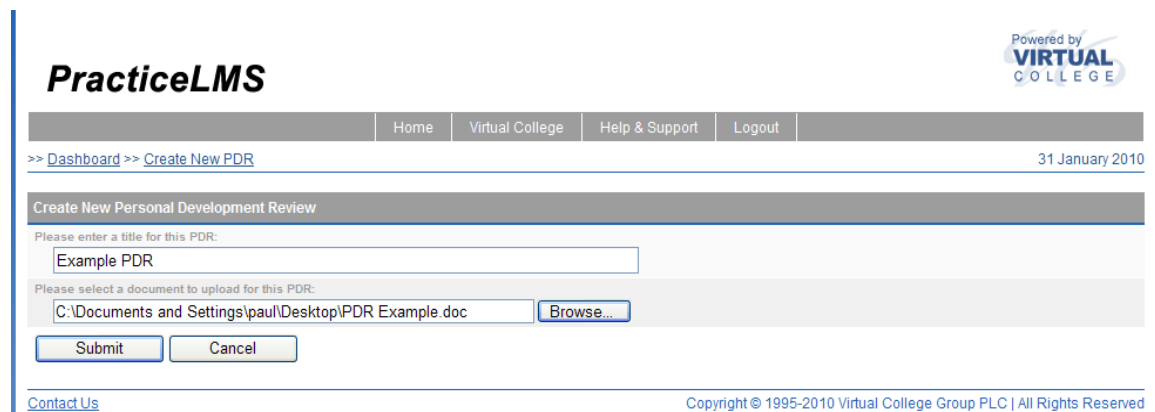 Powered by
VIRTUAL
COLLEGE
PracticeLMS
Home Virtual College Help & Support Logout
>> Dashboard >> Create New PDR 31 January 2010
Create New Personal Development Review
Please enter a title for this PDR:
Example PDR
Please select a document to upload for this PDR:
C:\Documents and Settings\paul\Desktop\PDR Example.doc Browse...
Submit Cancel
Contact Us Copyright © 1995-2010 Virtual College Group PLC | All Rights Reserved